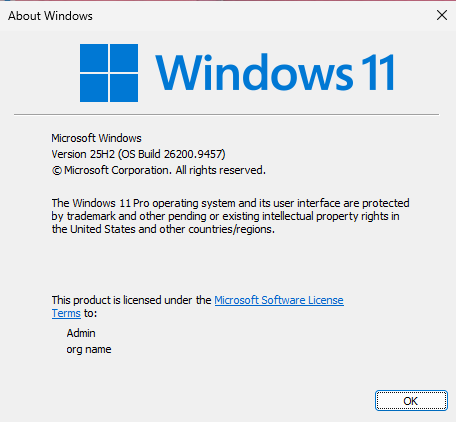 About Windows
Windows 11
Microsoft Windows
Version 25H2 (OS Build 26200.9457)
© Microsoft Corporation. All rights reserved.
The Windows 11 Pro operating system and its user interface are protected
by trademark and other pending or existing intellectual property rights in
the United States and other countries/regions.
This product is licensed under the Microsoft Software License
Terms to:
Admin
org name
OK